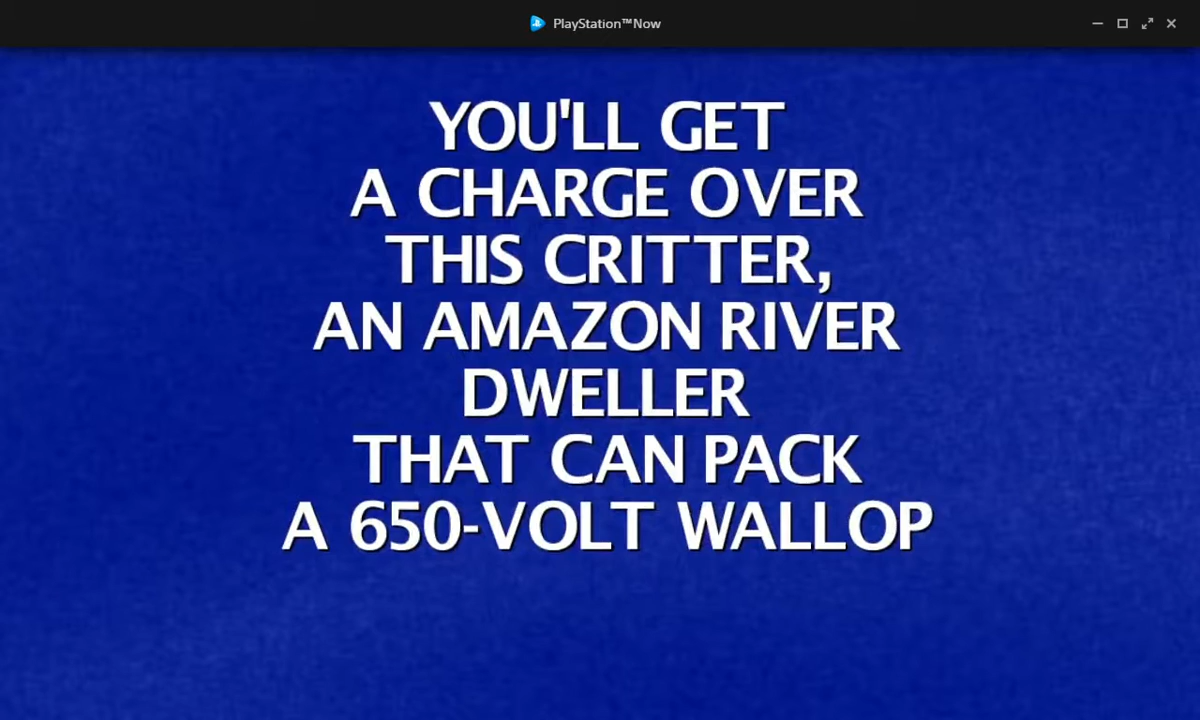 PlayStation™Now
YOU'LL GET
A CHARGE OVER
THIS CRITTER,
AN AMAZON RIVER
DWELLER
THAT CAN PACK
A 650-VOLT WALLOP